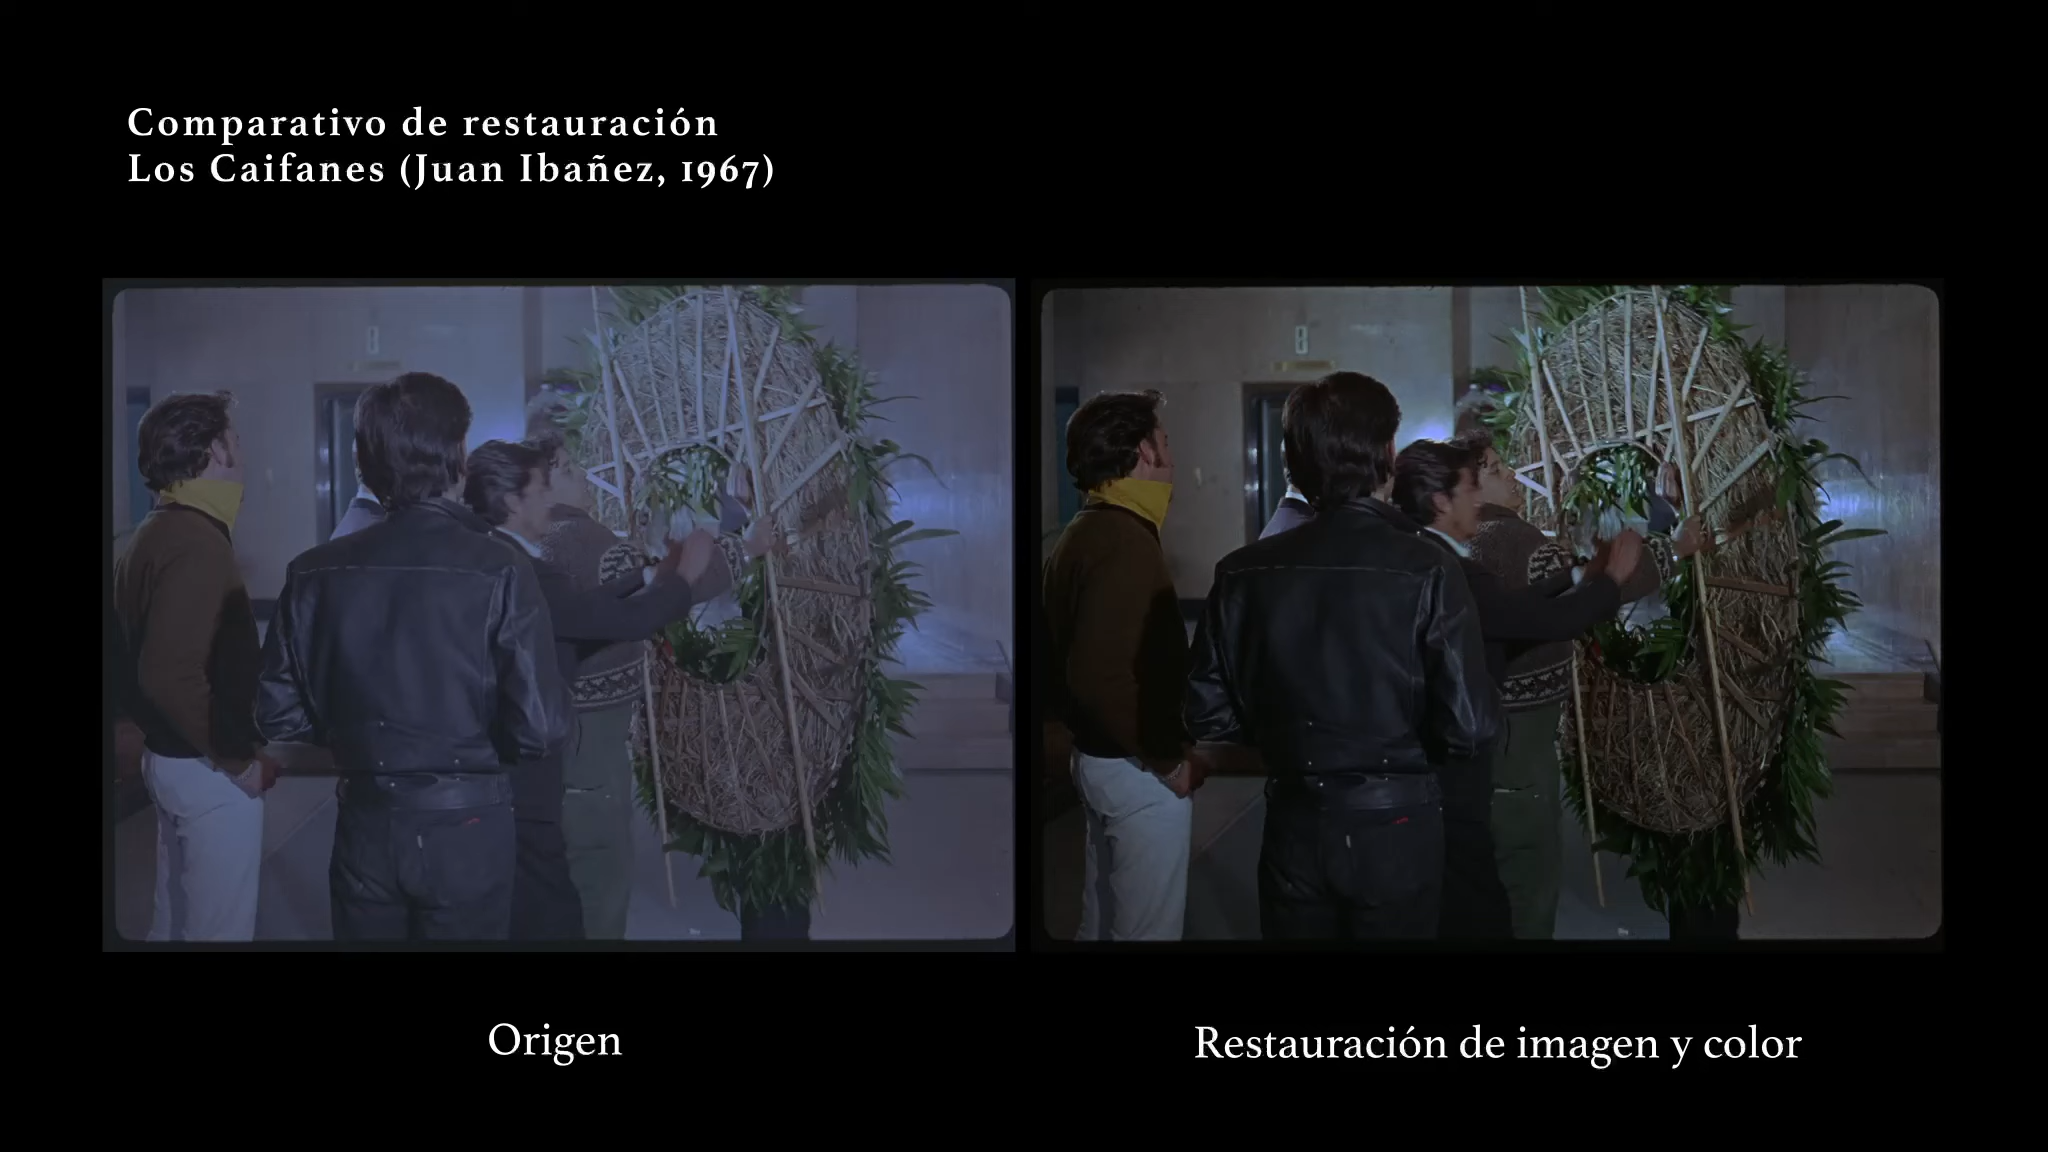 Comparativo de restauración
Los Caifanes (Juan Ibañez, 1967)
Origen
Restauración de imagen y color